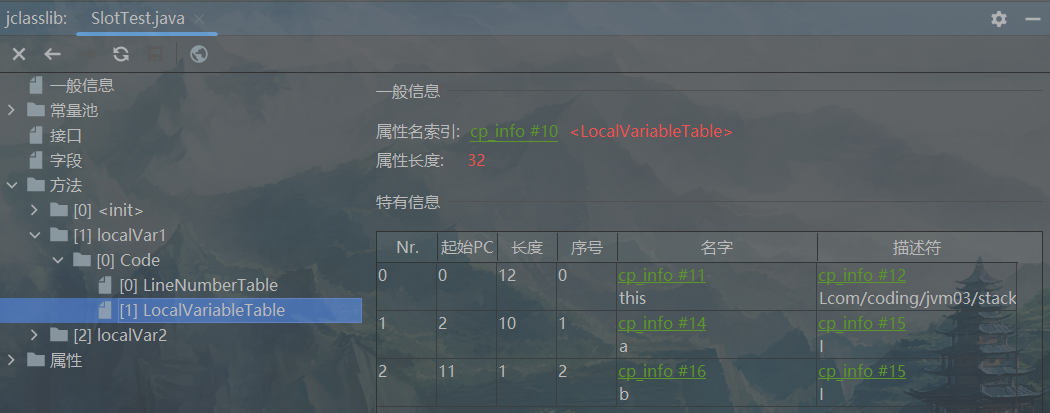 jclasslib: SlotTest.java
一般信息
常量池
接口
字段
方法
[0] <init>
[1] localVar1
[0] Code
[0] LineNumberTable
[1] LocalVariableTable
[2] localVar2
属性
一般信息
属性名索引: cp_info #10 <LocalVariableTable>
属性长度: 32
特有信息
Nr. 起始PC 长度 序号 名字 描述符
0 0 12 0 cp_info #11 cp_info #12
this Lcom/coding/jvm03/stack
1 2 10 1 cp_info #14 cp_info #15
a I
2 11 1 2 cp_info #16 cp_info #15
b I